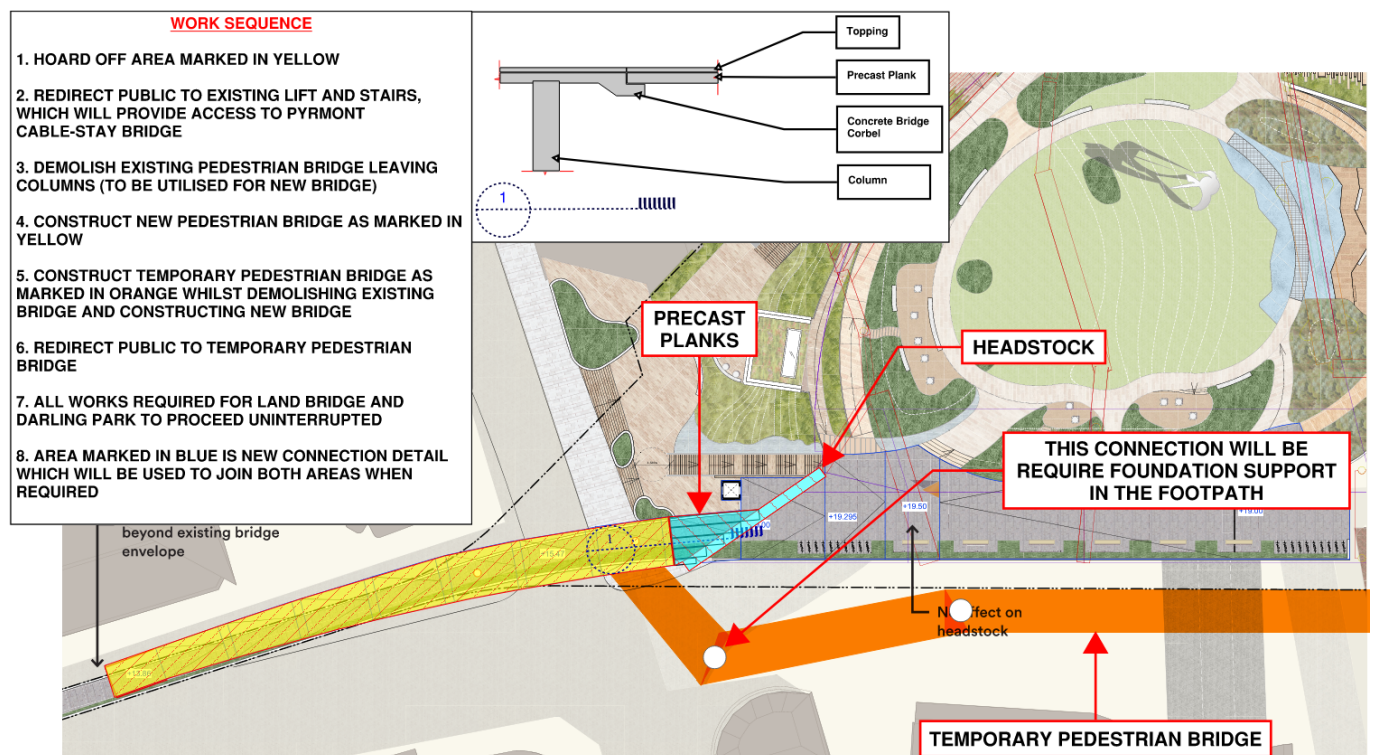 WORK SEQUENCE
1. HOARD OFF AREA MARKED IN YELLOW
2. REDIRECT PUBLIC TO EXISTING LIFT AND STAIRS,
WHICH WILL PROVIDE ACCESS TO PYRMONT
CABLE-STAY BRIDGE
3. DEMOLISH EXISTING PEDESTRIAN BRIDGE LEAVING
COLUMNS (TO BE UTILISED FOR NEW BRIDGE)
4. CONSTRUCT NEW PEDESTRIAN BRIDGE AS MARKED IN
YELLOW
5. CONSTRUCT TEMPORARY PEDESTRIAN BRIDGE AS
MARKED IN ORANGE WHILST DEMOLISHING EXISTING
BRIDGE AND CONSTRUCTING NEW BRIDGE
6. REDIRECT PUBLIC TO TEMPORARY PEDESTRIAN
BRIDGE
7. ALL WORKS REQUIRED FOR LAND BRIDGE AND
DARLING PARK TO PROCEED UNINTERRUPTED
8. AREA MARKED IN BLUE IS NEW CONNECTION DETAIL
WHICH WILL BE USED TO JOIN BOTH AREAS WHEN
REQUIRED
Topping
Precast Plank
Concrete Bridge
Corbel
Column
1
PRECAST
PLANKS
HEADSTOCK
THIS CONNECTION WILL BE
REQUIRE FOUNDATION SUPPORT
IN THE FOOTPATH
+19.295
+19.50
+19.00
beyond existing bridge
envelope
1
+15.47
+13.86
headstock
TEMPORARY PEDESTRIAN BRIDGE